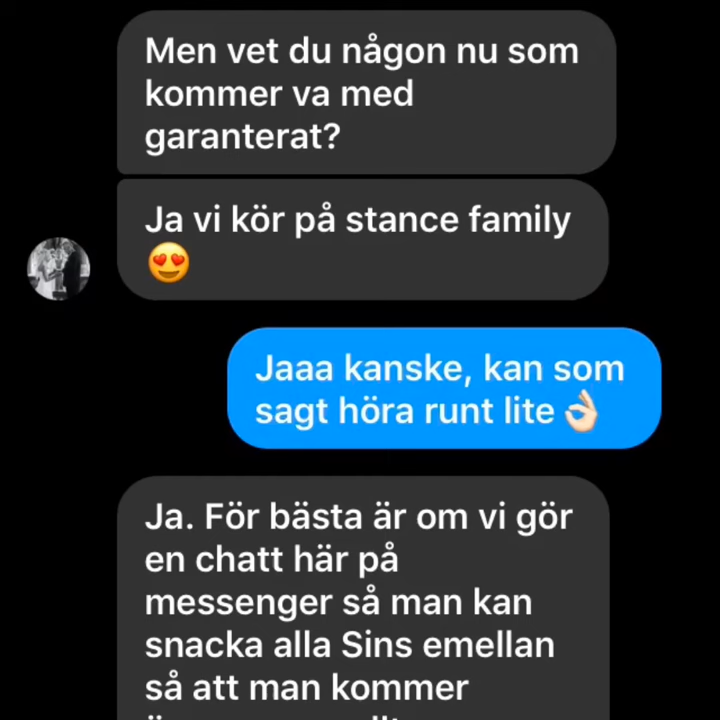 Men vet du någon nu som
kommer va med
garanterat?
Ja vi kör på stance family
😍
Jaaa kanske, kan som
sagt höra runt lite 👌🏻
Ja. För bästa är om vi gör
en chatt här på
messenger så man kan
snacka alla Sins emellan
så att man kommer